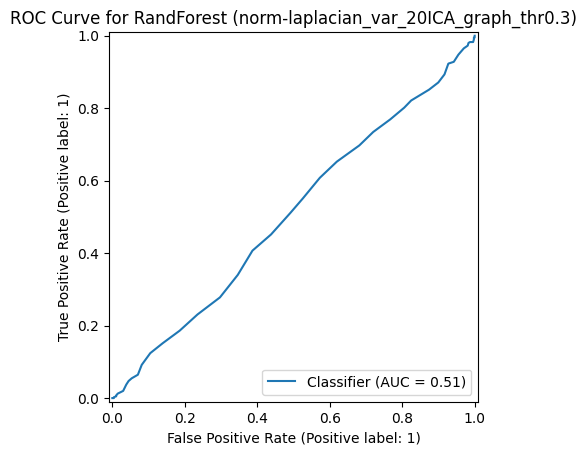 ROC Curve for RandForest (norm-laplacian_var_20ICA_graph_thr0.3)
1.0
0.8
0.6
0.4
0.2
0.0
True Positive Rate (Positive label: 1)
Classifier (AUC = 0.51)
0.0 0.2 0.4 0.6 0.8 1.0
False Positive Rate (Positive label: 1)